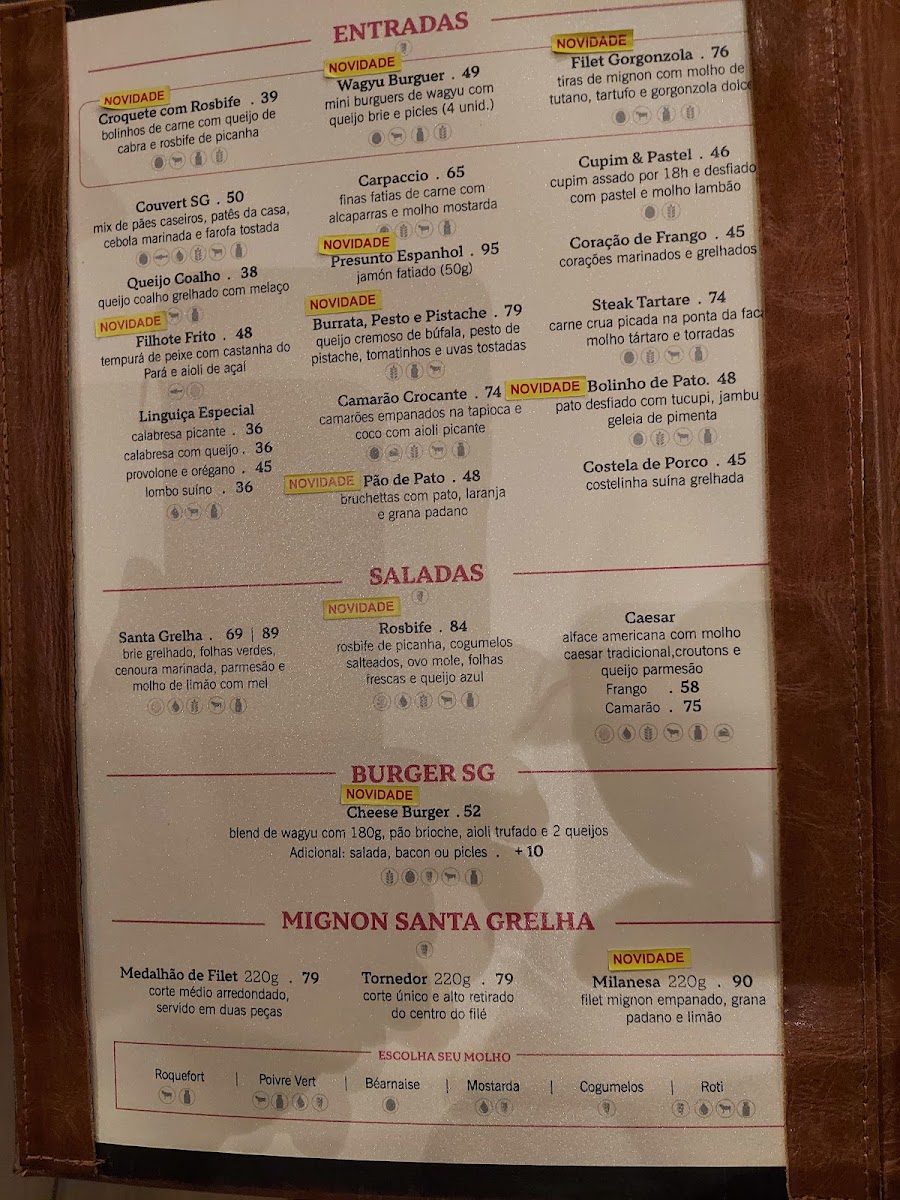 ENTRADAS
NOVIDADE
Croquete com Rosbife . 39
bolinhos de carne com queijo de
cabra e rosbife de picanha
NOVIDADE
Wagyu Burguer . 49
mini burguers de wagyu com
queijo brie e picles (4 unid.)
NOVIDADE
Filet Gorgonzola . 76
tiras de mignon com molho de
tutano, tartufo e gorgonzola dolce
Couvert SG . 50
mix de pães caseiros, patês da casa,
cebola marinada e farofa tostada
Queijo Coalho . 38
queijo coalho grelhado com melaço
NOVIDADE
Filhote Frito . 48
tempurá de peixe com castanha do
Pará e aioli de açaí
Linguiça Especial
calabresa picante . 36
calabresa com queijo . 36
provolone e orégano . 45
lombo suíno . 36
Carpaccio . 65
finas fatias de carne com
alcaparras e molho mostarda
NOVIDADE
Presunto Espanhol . 95
jamón fatiado (50g)
NOVIDADE
Burrata, Pesto e Pistache . 79
queijo cremoso de búfala, pesto de
pistache, tomatinhos e uvas tostadas
Camarão Crocante . 74
camarões empanados na tapioca e
coco com aioli picante
NOVIDADE Pão de Pato . 48
bruchettas com pato, laranja
e grana padano
Cupim & Pastel . 46
cupim assado por 18h e desfiado
com pastel e molho lambão
Coração de Frango . 45
corações marinados e grelhados
Steak Tartare . 74
carne crua picada na ponta da fac
molho tártaro e torradas
NOVIDADE Bolinho de Pato. 48
pato desfiado com tucupi, jambu
geleia de pimenta
Costela de Porco . 45
costelinha suína grelhada
SALADAS
Santa Grelha . 69 | 89
brie grelhado, folhas verdes,
cenoura marinada, parmesão e
molho de limão com mel
NOVIDADE
Rosbife . 84
rosbife de picanha, cogumelos
salteados, ovo mole, folhas
frescas e queijo azul
Caesar
alface americana com molho
caesar tradicional,croutons e
queijo parmesão
Frango . 58
Camarão . 75
BURGER SG
NOVIDADE
Cheese Burger . 52
blend de wagyu com 180g, pão brioche, aioli trufado e 2 queijos
Adicional: salada, bacon ou picles . +10
MIGNON SANTA GRELHA
Medalhão de Filet 220g . 79
corte médio arredondado,
servido em duas peças
Tornedor 220g . 79
corte único e alto retirado
do centro do filé
NOVIDADE
Milanesa 220g . 90
filet mignon empanado, grana
padano e limão
ESCOLHA SEU MOLHO
Roquefort | Poivre Vert | Béarnaise | Mostarda | Cogumelos | Roti